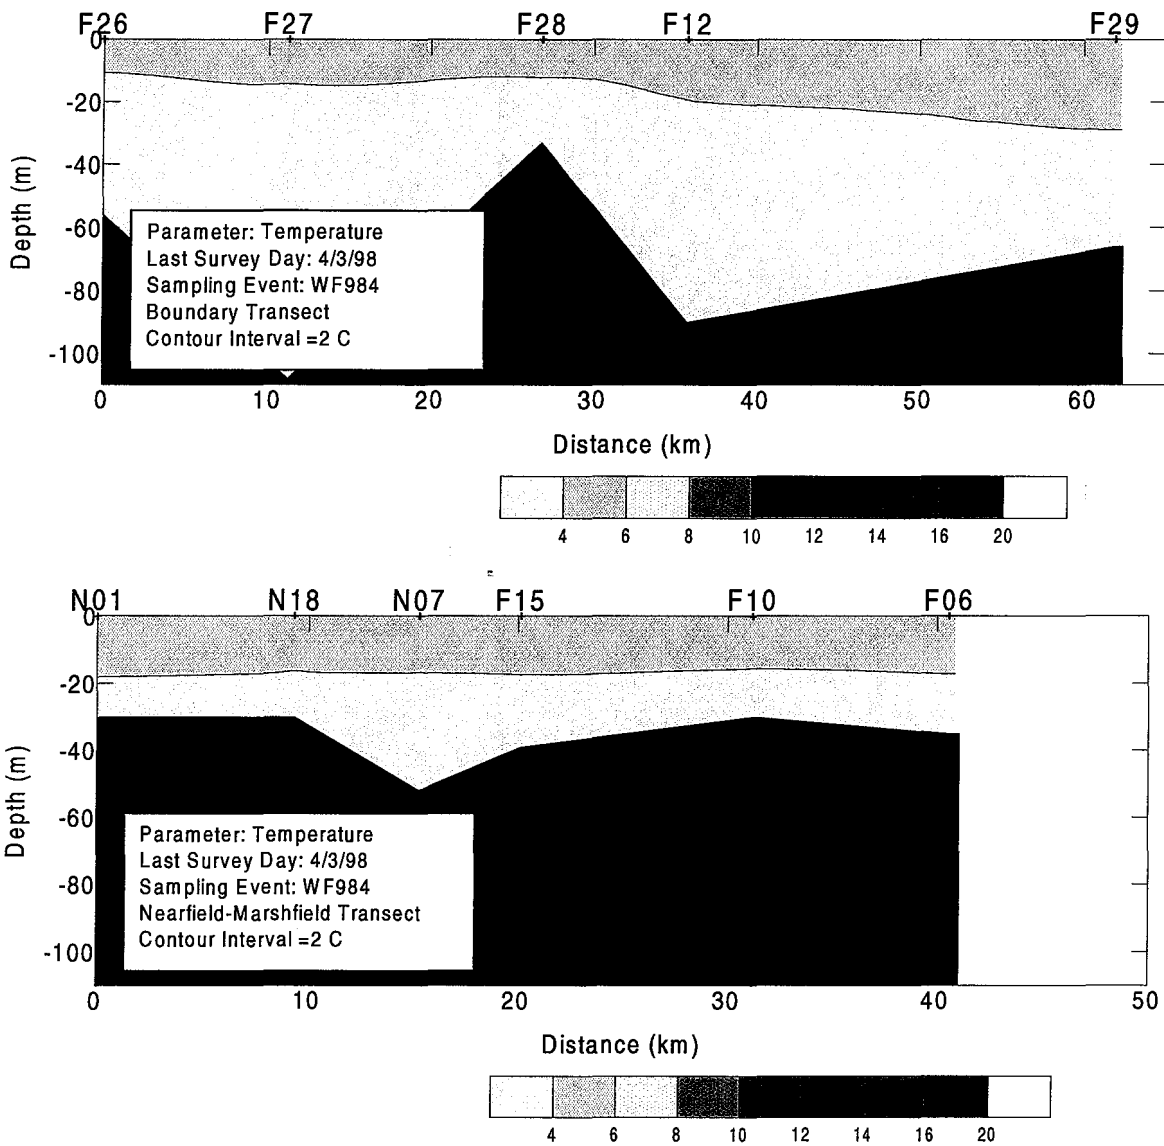 F26 F27 F28 F12 F29
0
-20
-40
-60
-80
-100
Depth (m)
Parameter: Temperature
Last Survey Day: 4/3/98
Sampling Event: WF984
Boundary Transect
Contour Interval =2 C
0 10 20 30 40 50 60
Distance (km)
4 6 8 10 12 14 16 20
N01 N18 N07 F15 F10 F06
0
-20
-40
-60
-80
-100
Depth (m)
Parameter: Temperature
Last Survey Day: 4/3/98
Sampling Event: WF984
Nearfield-Marshfield Transect
Contour Interval =2 C
0 10 20 30 40 50
Distance (km)
4 6 8 10 12 14 16 20